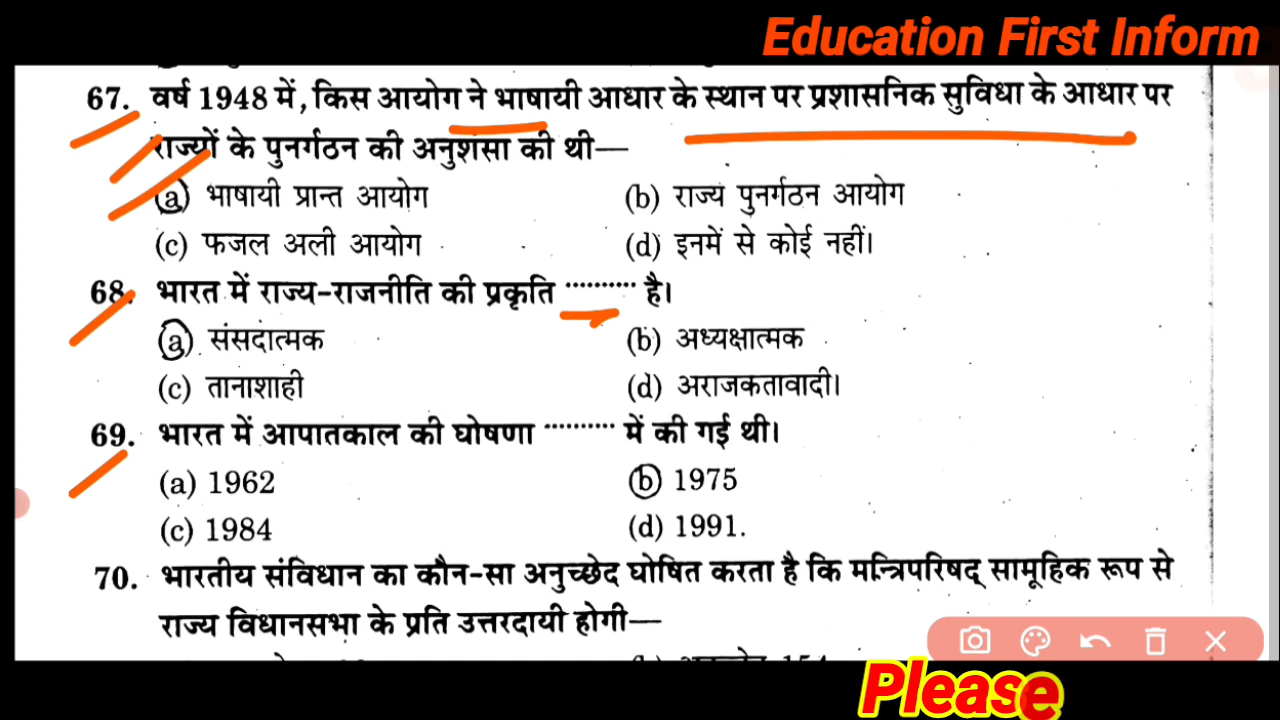 Education First Inform
67. वर्ष 1948 में, किस आयोग ने भाषायी आधार के स्थान पर प्रशासनिक सुविधा के आधार पर
राज्यों के पुनर्गठन की अनुशंसा की थी—
(a) भाषायी प्रान्त आयोग (b) राज्य पुनर्गठन आयोग
(c) फजल अली आयोग (d) इनमें से कोई नहीं।
68. भारत में राज्य-राजनीति की प्रकृति .......... है।
(a) संसदात्मक (b) अध्यक्षात्मक
(c) तानाशाही (d) अराजकतावादी।
69. भारत में आपातकाल की घोषणा .......... में की गई थी।
(a) 1962 (b) 1975
(c) 1984 (d) 1991.
70. भारतीय संविधान का कौन-सा अनुच्छेद घोषित करता है कि मन्त्रिपरिषद् सामूहिक रूप से
राज्य विधानसभा के प्रति उत्तरदायी होगी—
Please